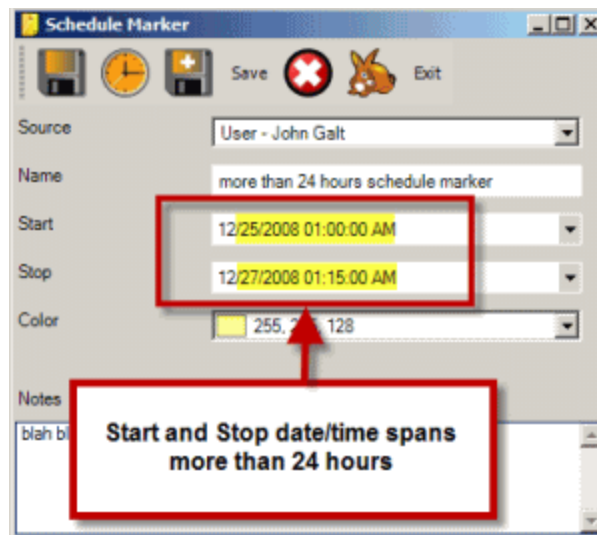 Schedule Marker
Save Exit
Source User - John Galt
Name more than 24 hours schedule marker
Start 12/25/2008 01:00:00 AM
Stop 12/27/2008 01:15:00 AM
Color 255, 128
Notes
Start and Stop date/time spans
more than 24 hours
blah